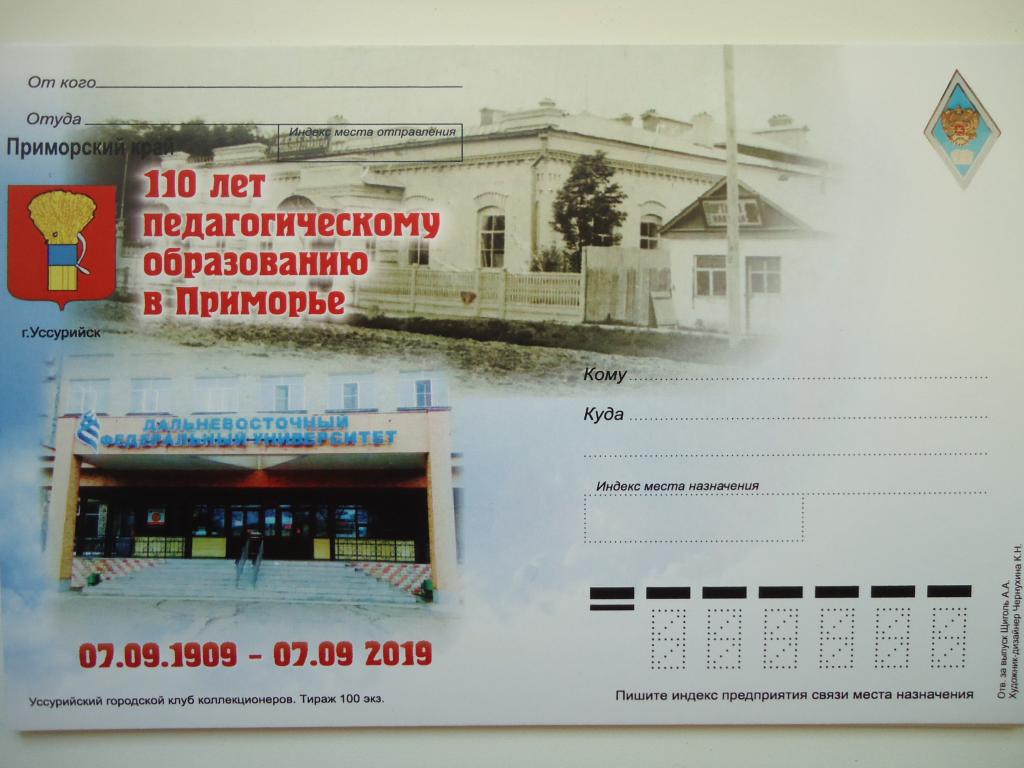 От кого
Отуда
Индекс места отправления
Приморский край
110 лет
педагогическому
образованию
в Приморье
г.Уссурийск
Кому
Куда
ДАЛЬНЕВОСТОЧНЫЙ
ФЕДЕРАЛЬНЫЙ УНИВЕРСИТЕТ
Индекс места назначения
07.09.1909 - 07.09 2019
Уссурийский городской клуб коллекционеров. Тираж 100 экз.
Пишите индекс предприятия связи места назначения
Отв. за выпуск Щиголь А.А.
Художник-дизайнер Чернухина К.Н.